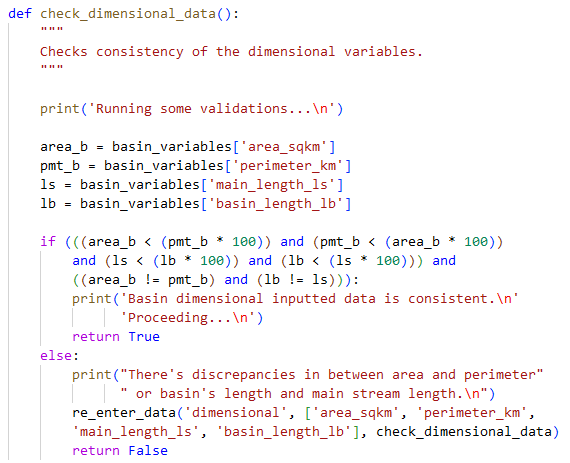 def check_dimensional_data():
    """
    Checks consistency of the dimensional variables.
    """
    print('Running some validations...\n')
    area_b = basin_variables['area_sqkm']
    pmt_b = basin_variables['perimeter_km']
    ls = basin_variables['main_length_ls']
    lb = basin_variables['basin_length_lb']
    if (((area_b < (pmt_b * 100)) and (pmt_b < (area_b * 100))
        and (ls < (lb * 100)) and (lb < (ls * 100))) and
        ((area_b != pmt_b) and (lb != ls))):
        print('Basin dimensional inputted data is consistent.\n'
              'Proceeding...\n')
        return True
    else:
        print("There's discrepancies in between area and perimeter"
              " or basin's length and main stream length.\n")
        re_enter_data('dimensional', ['area_sqkm', 'perimeter_km',
        'main_length_ls', 'basin_length_lb'], check_dimensional_data)
        return False